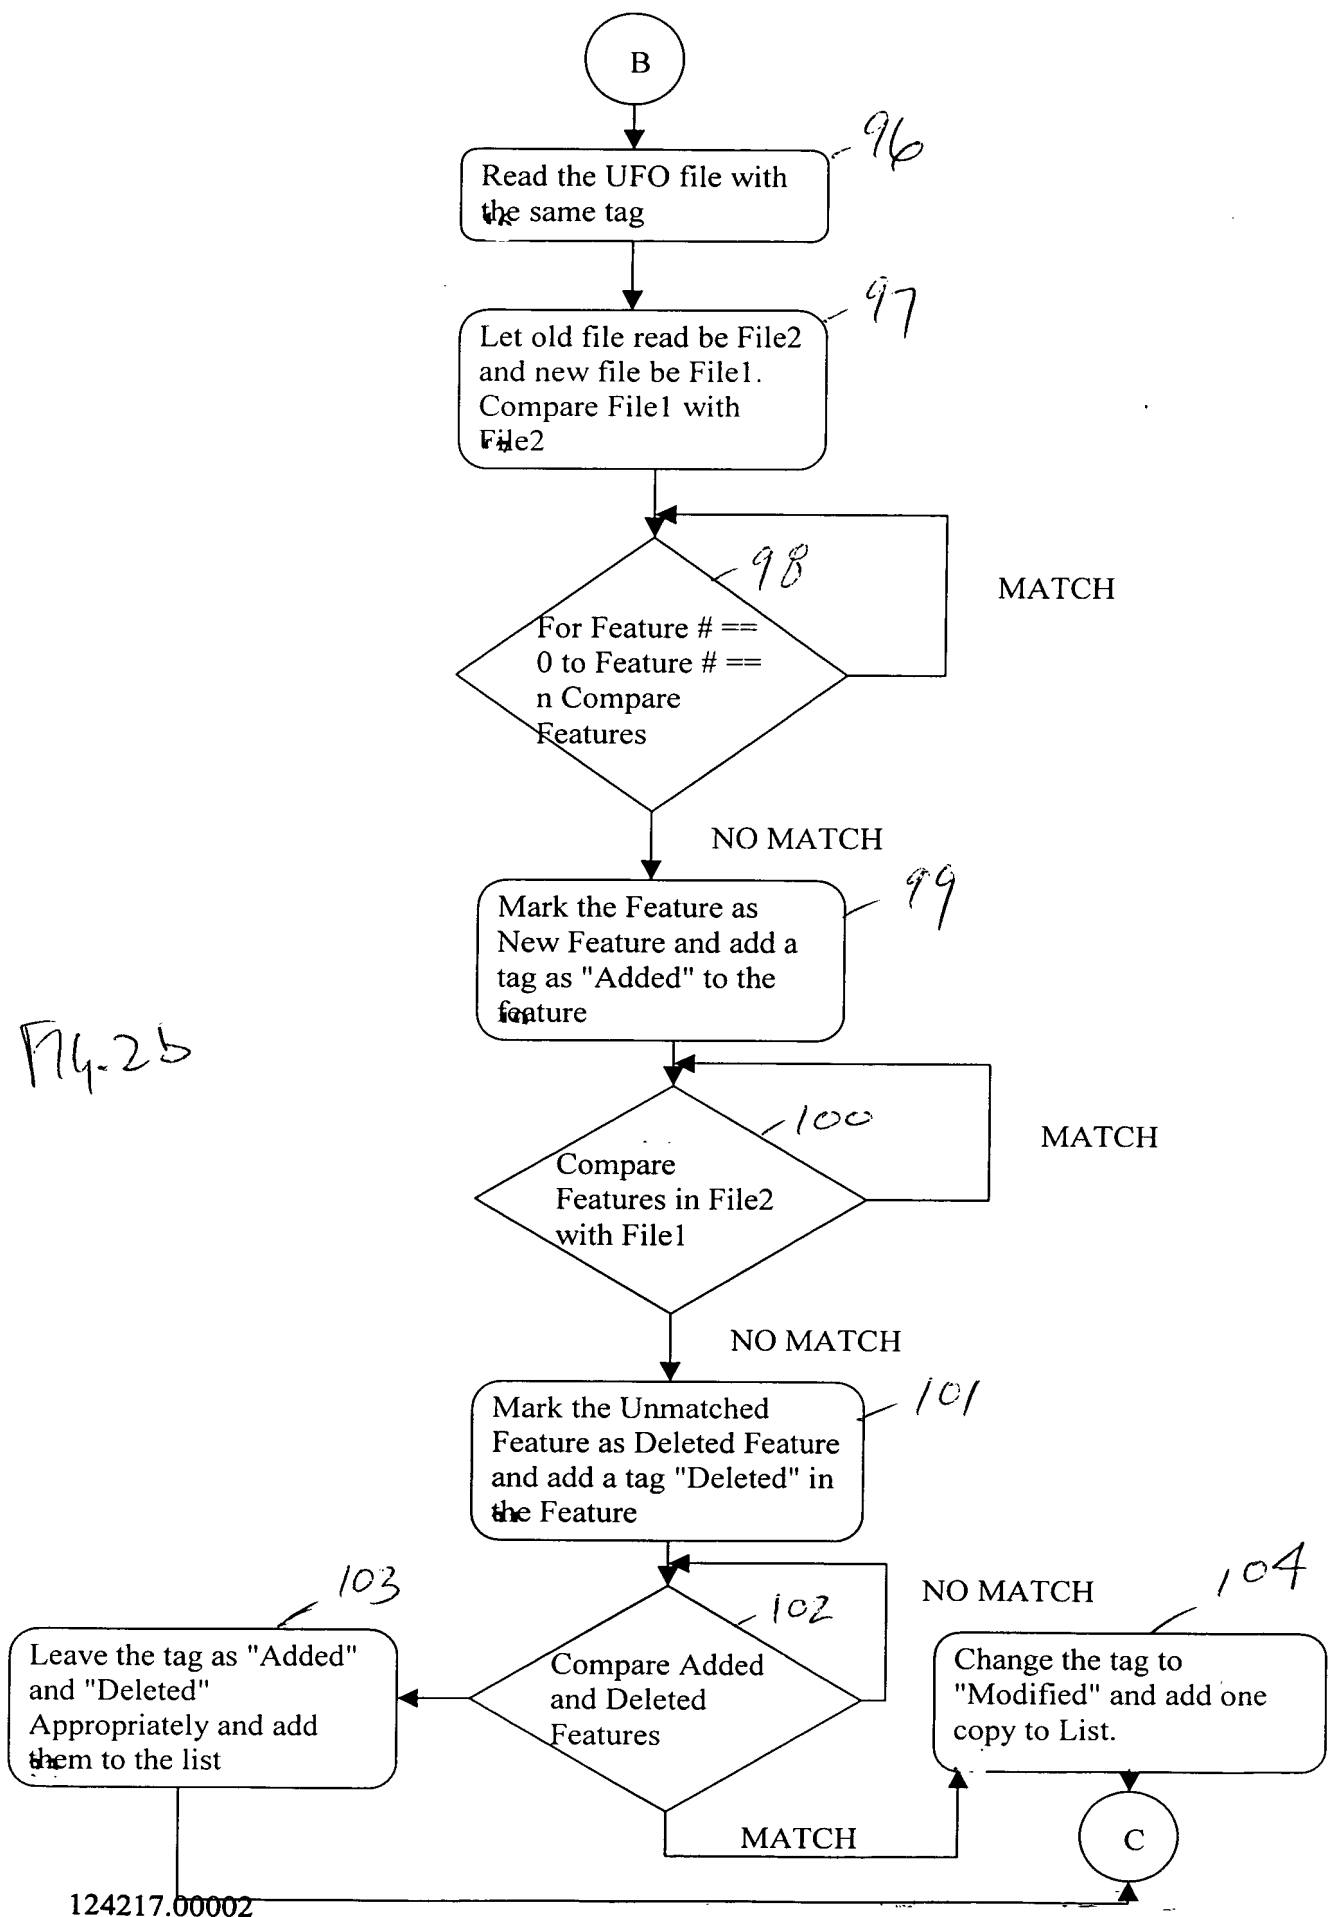 B
96
Read the UFO file with
the same tag
97
Let old file read be File2
and new file be File1.
Compare File1 with
File2
98
MATCH
For Feature # ==
0 to Feature # ==
n Compare
Features
NO MATCH
99
Mark the Feature as
New Feature and add a
tag as "Added" to the
feature
Fig. 2b
100
MATCH
Compare
Features in File2
with File1
NO MATCH
101
Mark the Unmatched
Feature as Deleted Feature
and add a tag "Deleted" in
the Feature
103
102
NO MATCH
104
Leave the tag as "Added"
and "Deleted"
Appropriately and add
them to the list
Compare Added
and Deleted
Features
Change the tag to
"Modified" and add one
copy to List.
MATCH
C
124217.00002